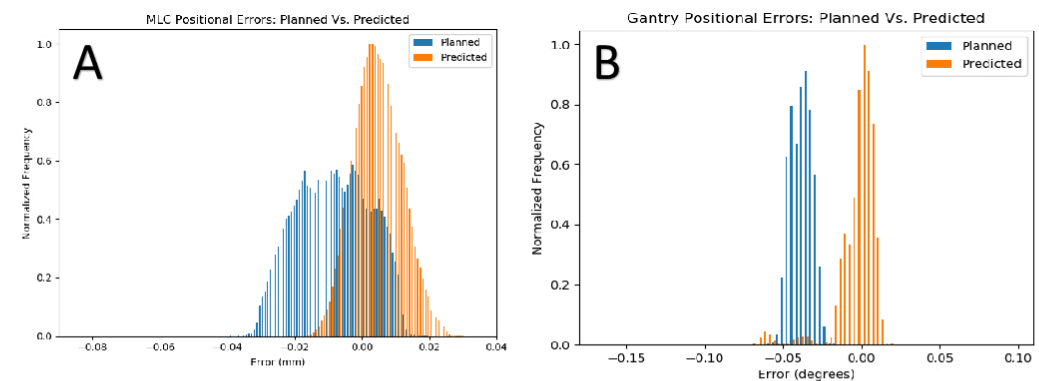 MLC Positional Errors: Planned Vs. Predicted
A
Planned
Predicted
Normalized Frequency
1.0
0.8
0.6
0.4
0.2
0.0
−0.08 −0.06 −0.04 −0.02 0.00 0.02 0.04
Error (mm)
Gantry Positional Errors: Planned Vs. Predicted
B
Planned
Predicted
Normalized Frequency
1.0
0.8
0.6
0.4
0.2
0.0
−0.15 −0.10 −0.05 0.00 0.05 0.10
Error (degrees)